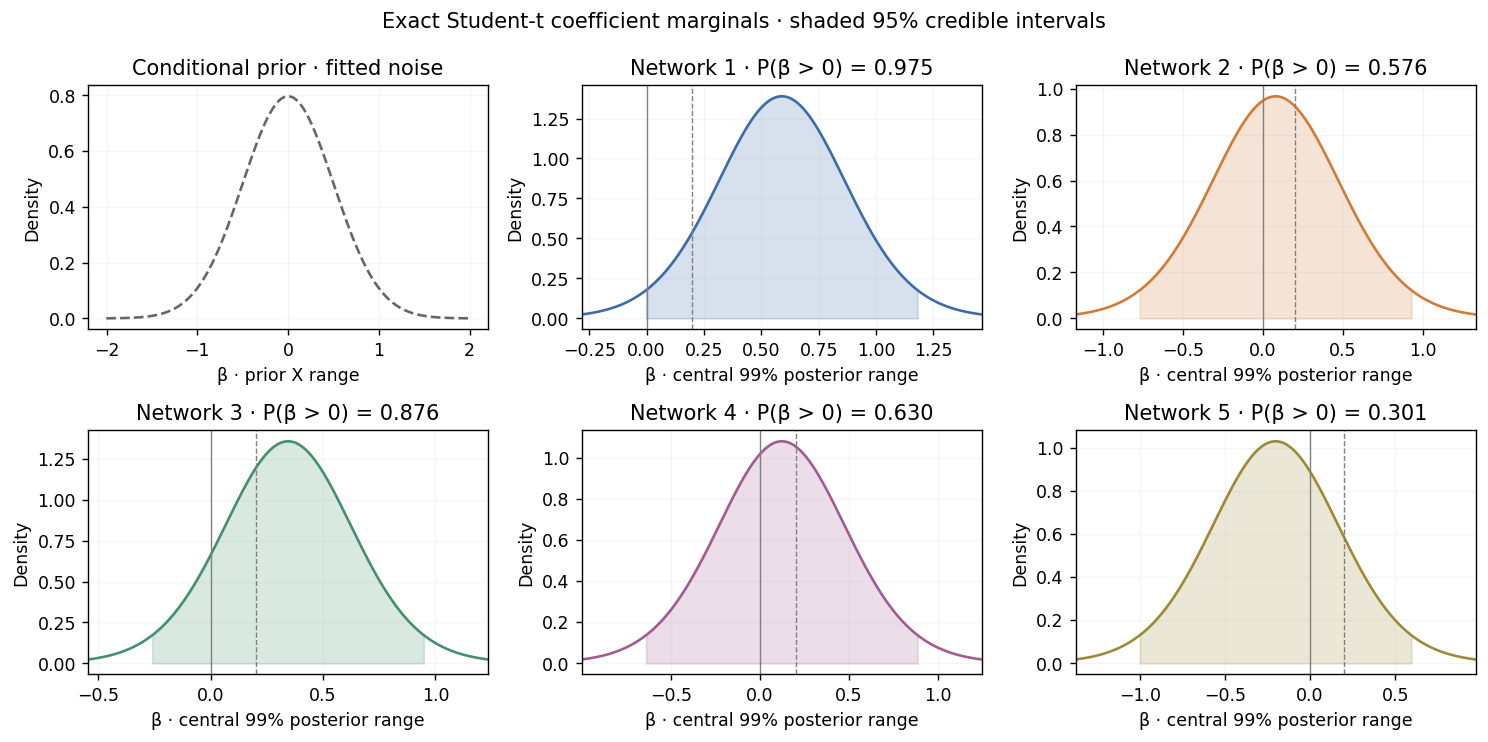 Exact Student-t coefficient marginals · shaded 95% credible intervals
Conditional prior · fitted noise
0.8
0.6
0.4
0.2
0.0
Density
−2 −1 0 1 2
β · prior X range
Network 1 · P(β > 0) = 0.975
1.25
1.00
0.75
0.50
0.25
0.00
Density
−0.25 0.00 0.25 0.50 0.75 1.00 1.25
β · central 99% posterior range
Network 2 · P(β > 0) = 0.576
1.0
0.8
0.6
0.4
0.2
0.0
Density
−1.0 −0.5 0.0 0.5 1.0
β · central 99% posterior range
Network 3 · P(β > 0) = 0.876
1.25
1.00
0.75
0.50
0.25
0.00
Density
−0.5 0.0 0.5 1.0
β · central 99% posterior range
Network 4 · P(β > 0) = 0.630
1.0
0.8
0.6
0.4
0.2
0.0
Density
−0.5 0.0 0.5 1.0
β · central 99% posterior range
Network 5 · P(β > 0) = 0.301
1.0
0.8
0.6
0.4
0.2
0.0
Density
−1.0 −0.5 0.0 0.5
β · central 99% posterior range